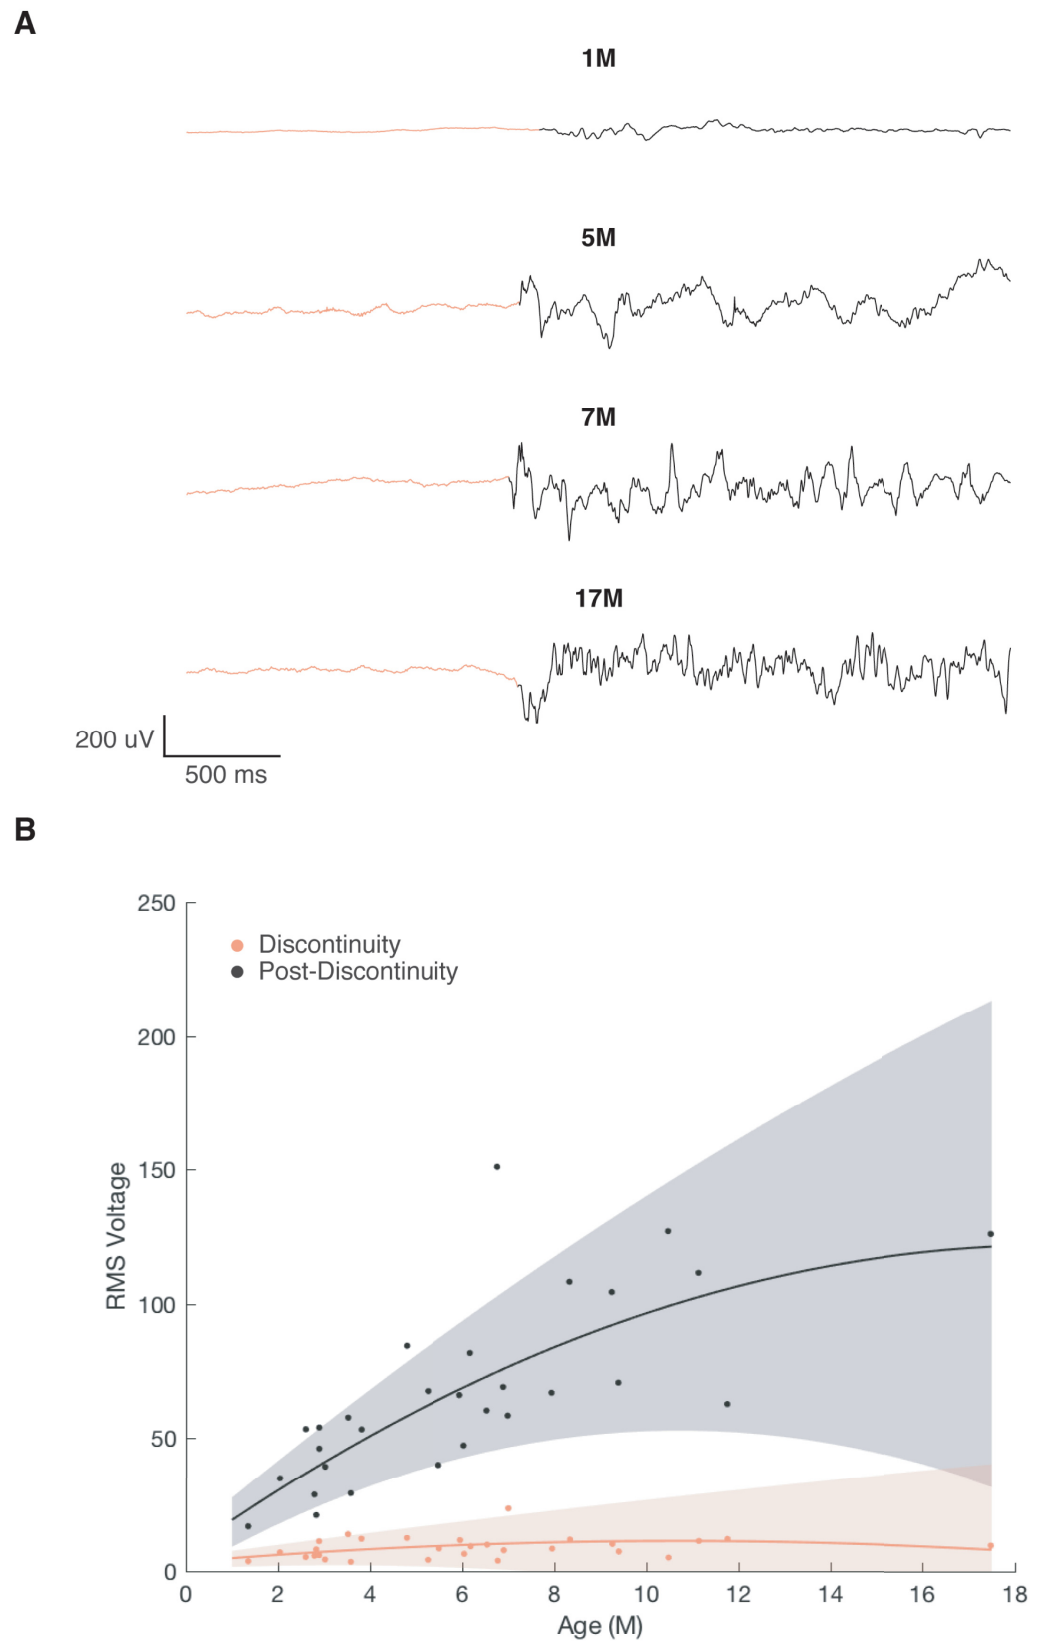 A
1M
5M
7M
17M
200 uV
500 ms
B
250
Discontinuity
Post-Discontinuity
200
150
RMS Voltage
100
50
0
0 2 4 6 8 10 12 14 16 18
Age (M)